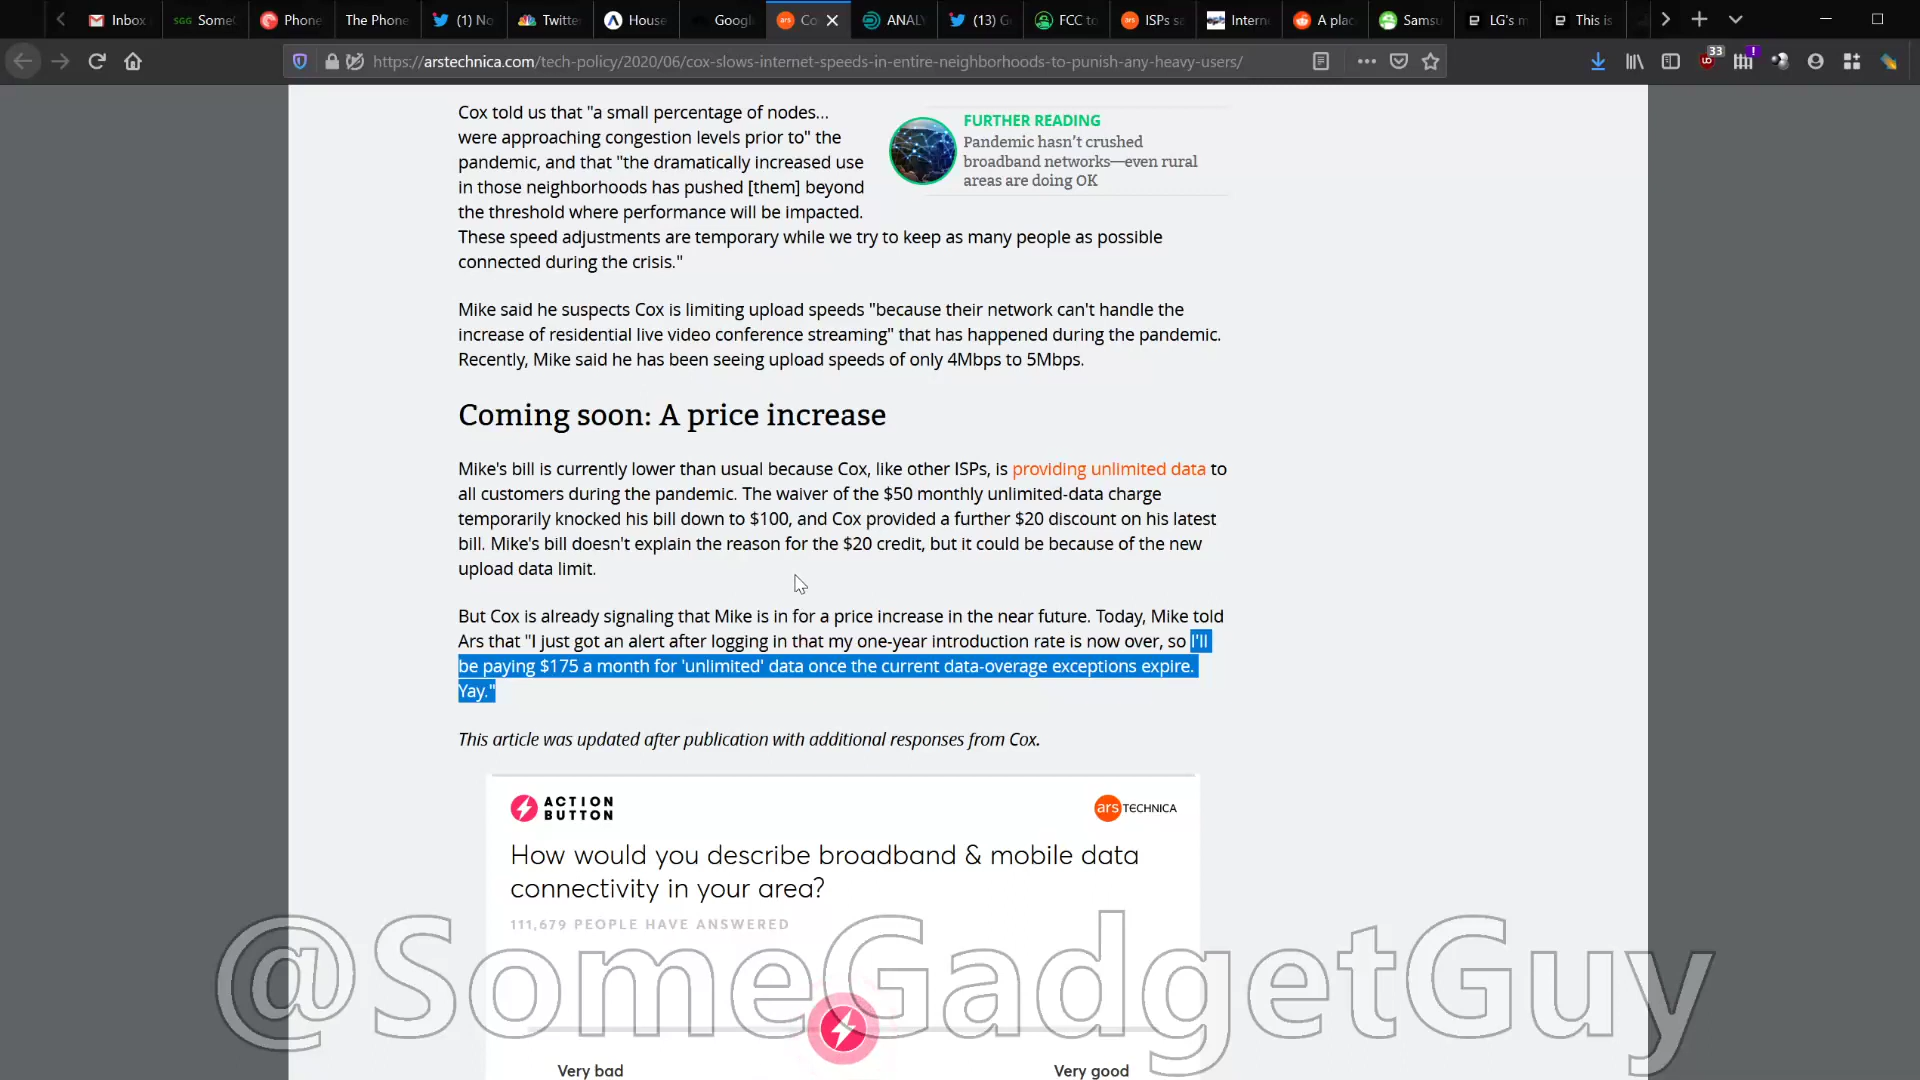 Inbox
SGG Some
Phone
The Phone
(1) No
Twitte
House
Googl
ars Co
ANAL
(13) G
FCC to
ars ISPs sa
Intern
A plac
Samsu
LG's m
This is
https://arstechnica.com/tech-policy/2020/06/cox-slows-internet-speeds-in-entire-neighborhoods-to-punish-any-heavy-users/
33
!
Cox told us that "a small percentage of nodes...
were approaching congestion levels prior to" the
pandemic, and that "the dramatically increased use
in those neighborhoods has pushed [them] beyond
the threshold where performance will be impacted.
These speed adjustments are temporary while we try to keep as many people as possible
connected during the crisis."
FURTHER READING
Pandemic hasn't crushed
broadband networks—even rural
areas are doing OK
Mike said he suspects Cox is limiting upload speeds "because their network can't handle the
increase of residential live video conference streaming" that has happened during the pandemic.
Recently, Mike said he has been seeing upload speeds of only 4Mbps to 5Mbps.
Coming soon: A price increase
Mike's bill is currently lower than usual because Cox, like other ISPs, is providing unlimited data to
all customers during the pandemic. The waiver of the $50 monthly unlimited-data charge
temporarily knocked his bill down to $100, and Cox provided a further $20 discount on his latest
bill. Mike's bill doesn't explain the reason for the $20 credit, but it could be because of the new
upload data limit.
But Cox is already signaling that Mike is in for a price increase in the near future. Today, Mike told
Ars that "I just got an alert after logging in that my one-year introduction rate is now over, so I'll
be paying $175 a month for 'unlimited' data once the current data-overage exceptions expire.
Yay."
This article was updated after publication with additional responses from Cox.
ACTION
BUTTON
ars TECHNICA
How would you describe broadband & mobile data
connectivity in your area?
111,679 PEOPLE HAVE ANSWERED
@SomeGadgetGuy
Very bad
Very good